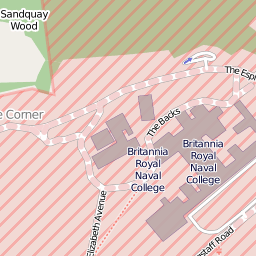 Sandquay
Wood
The Esp
e Corner
The Backs
Britannia
Royal
Naval
College
Britannia
Royal
Naval
College
Elizabeth Avenue
staff Road